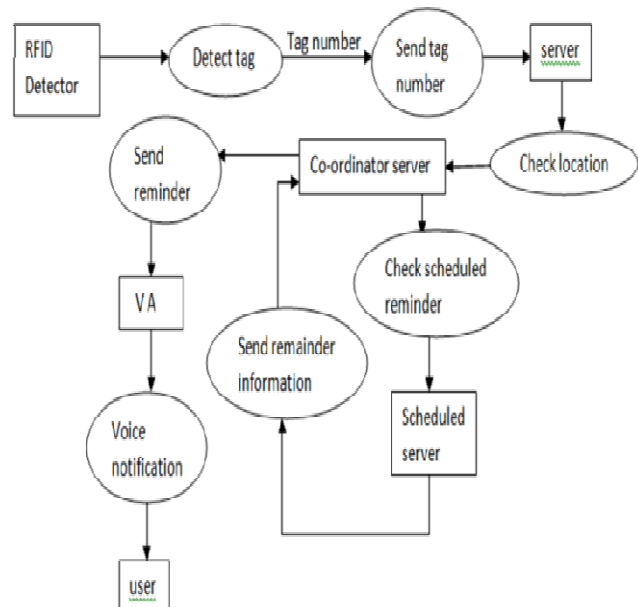 RFID
Detector
Detect tag
Tag number
Send tag
number
server
Check location
Co-ordinator server
Send
reminder
V A
Voice
notification
user
Check scheduled
reminder
Scheduled
server
Send remainder
information